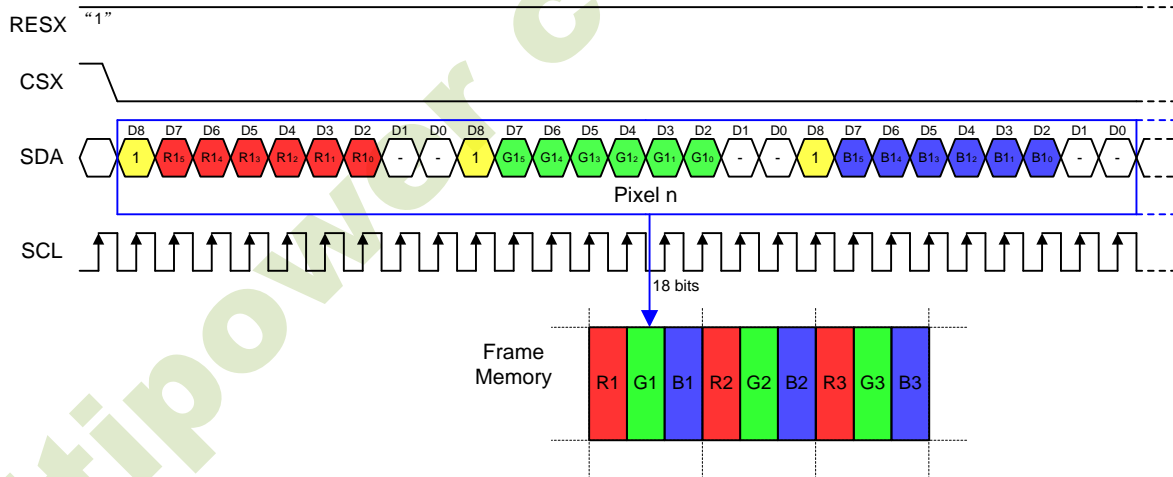 RESX “1”
CSX
D8 D7 D6 D5 D4 D3 D2 D1 D0 D8 D7 D6 D5 D4 D3 D2 D1 D0 D8 D7 D6 D5 D4 D3 D2 D1 D0
SDA 1 R15 R14 R13 R12 R11 R10 - - 1 G15 G14 G13 G12 G11 G10 - - 1 B15 B14 B13 B12 B11 B10 - -
Pixel n
SCL
18 bits
Frame
Memory
R1 G1 B1 R2 G2 B2 R3 G3 B3
tipower c